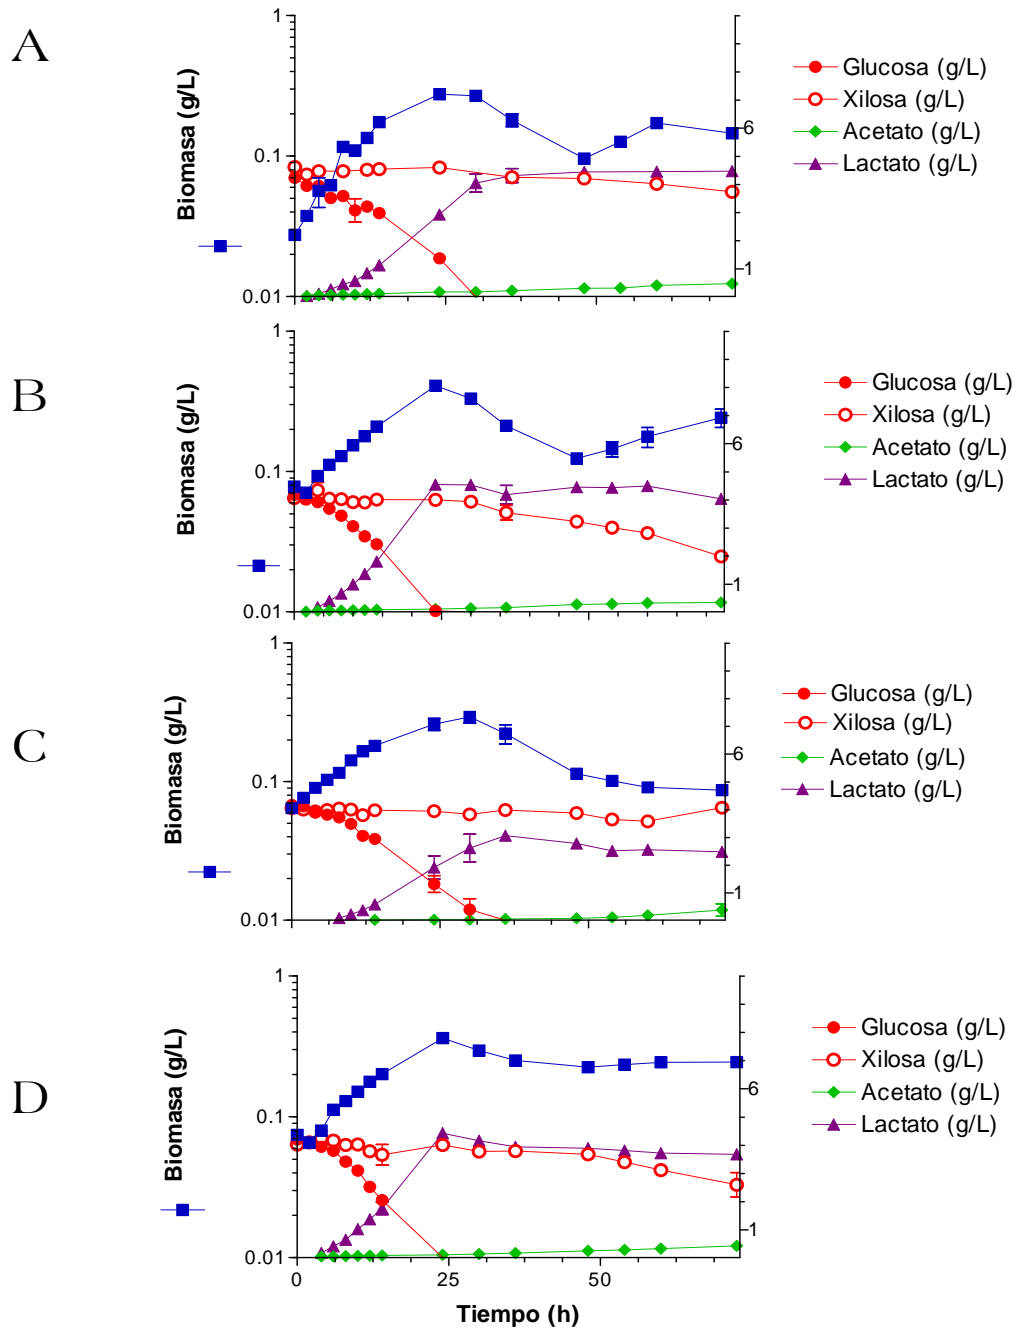 A
1
0.1
0.01
Biomasa (g/L)
6
1
Glucosa (g/L)
Xilosa (g/L)
Acetato (g/L)
Lactato (g/L)
B
1
0.1
0.01
Biomasa (g/L)
6
1
Glucosa (g/L)
Xilosa (g/L)
Acetato (g/L)
Lactato (g/L)
C
1
0.1
0.01
Biomasa (g/L)
6
1
Glucosa (g/L)
Xilosa (g/L)
Acetato (g/L)
Lactato (g/L)
D
1
0.1
0.01
Biomasa (g/L)
6
1
Glucosa (g/L)
Xilosa (g/L)
Acetato (g/L)
Lactato (g/L)
0 25 50
Tiempo (h)